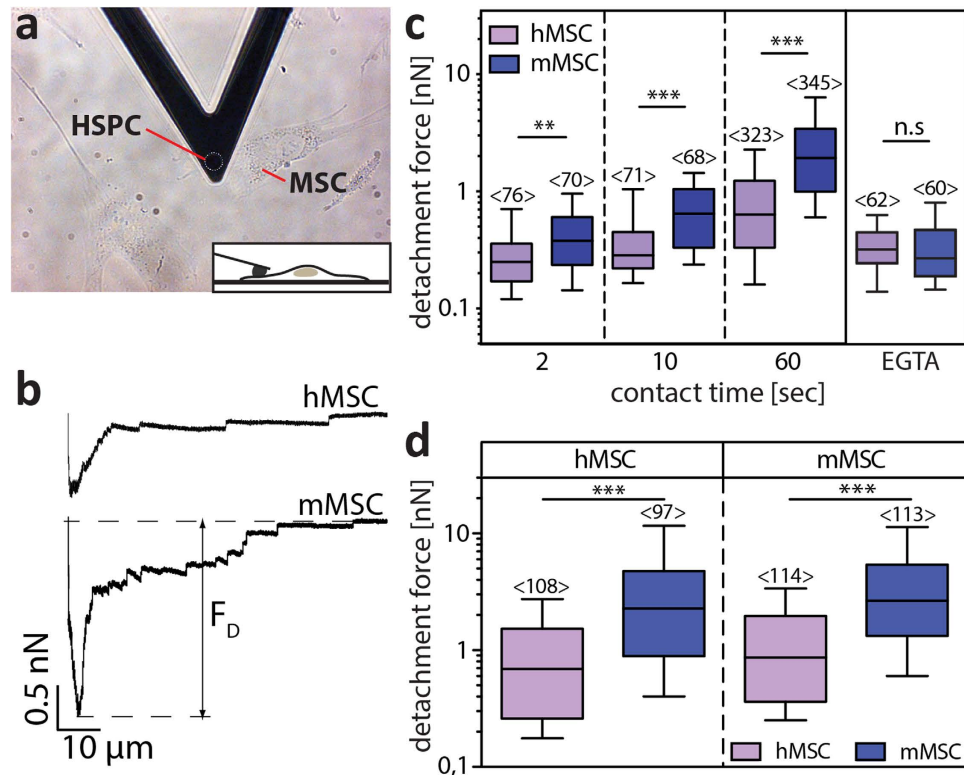 a
HSPC
MSC
b
hMSC
mMSC
F_D
0.5 nN
10 µm
c
hMSC
mMSC
detachment force [nN]
10
1
0.1
<76>
**
<70>
<71>
***
<68>
<323>
***
<345>
<62>
n.s
<60>
2
10
60
EGTA
contact time [sec]
d
hMSC
mMSC
detachment force [nN]
10
1
0,1
<108>
***
<97>
<114>
***
<113>
hMSC
mMSC